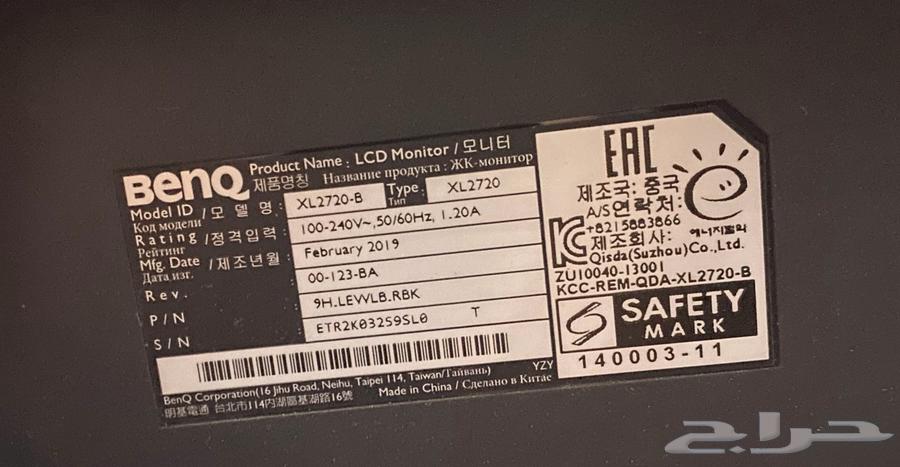 BenQ
Product Name : LCD Monitor / 모니터
제품명칭 Название продукта : ЖК-монитор
Model ID / 모 델 명 : XL2720-B Type : XL2720
Код модели Тип
Rating / 정격입력 : 100-240V~,50/60Hz, 1.20A
Рейтинг
Mfg. Date / 제조년월 : February 2019
Дата изг.
Rev. 00-123-BA
P/N 9H.LEWLB.RBK
S/N ETR2K03259SL0 T
YZY
BenQ Corporation(16 Jihu Road, Neihu, Taipei 114, Taiwan/Тайвань)
明基電通 台北市114內湖區基湖路16號 Made in China / Сделано в Китае
EAC
제조국: 중국
A/S연락처:
+8215883866
제조회사:
에너지절약
Qisda(Suzhou)Co.,Ltd.
ZU10040-13001
KCC-REM-QDA-XL2720-B
SAFETY
MARK
140003-11
حراج